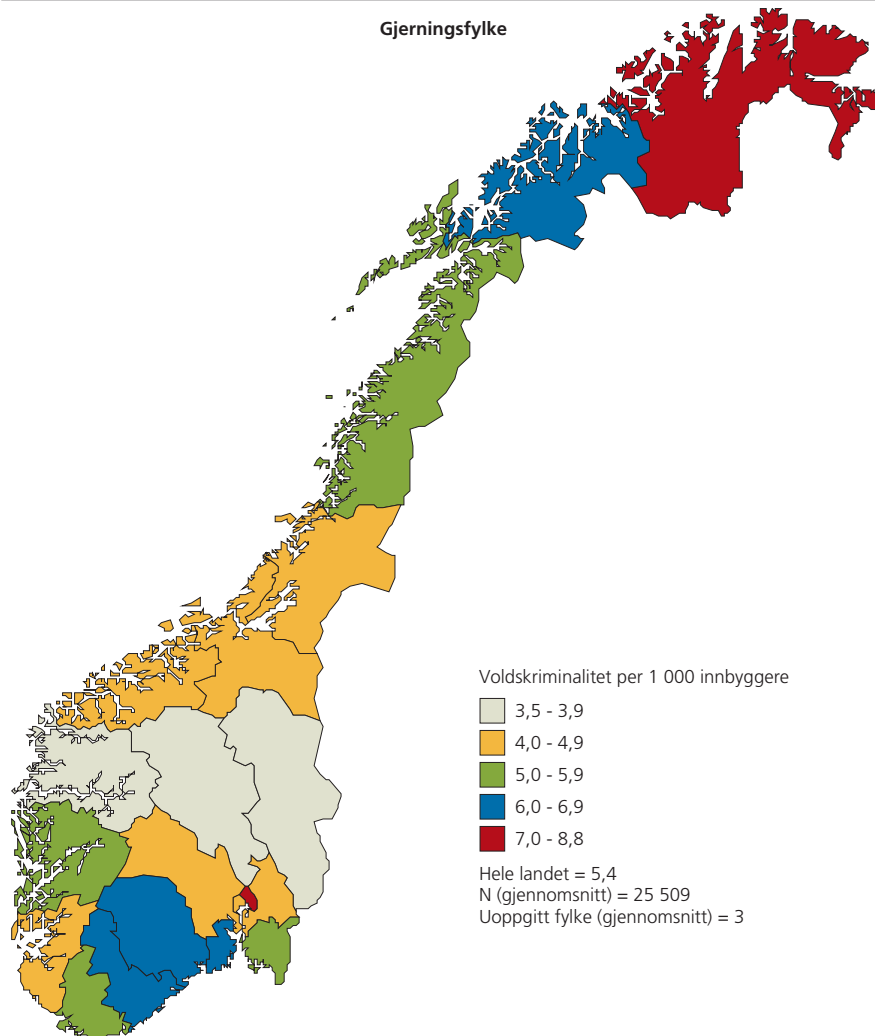 Gjerningsfylke
Voldskriminalitet per 1 000 innbyggere
3,5 - 3,9
4,0 - 4,9
5,0 - 5,9
6,0 - 6,9
7,0 - 8,8
Hele landet = 5,4
N (gjennomsnitt) = 25 509
Uoppgitt fylke (gjennomsnitt) = 3